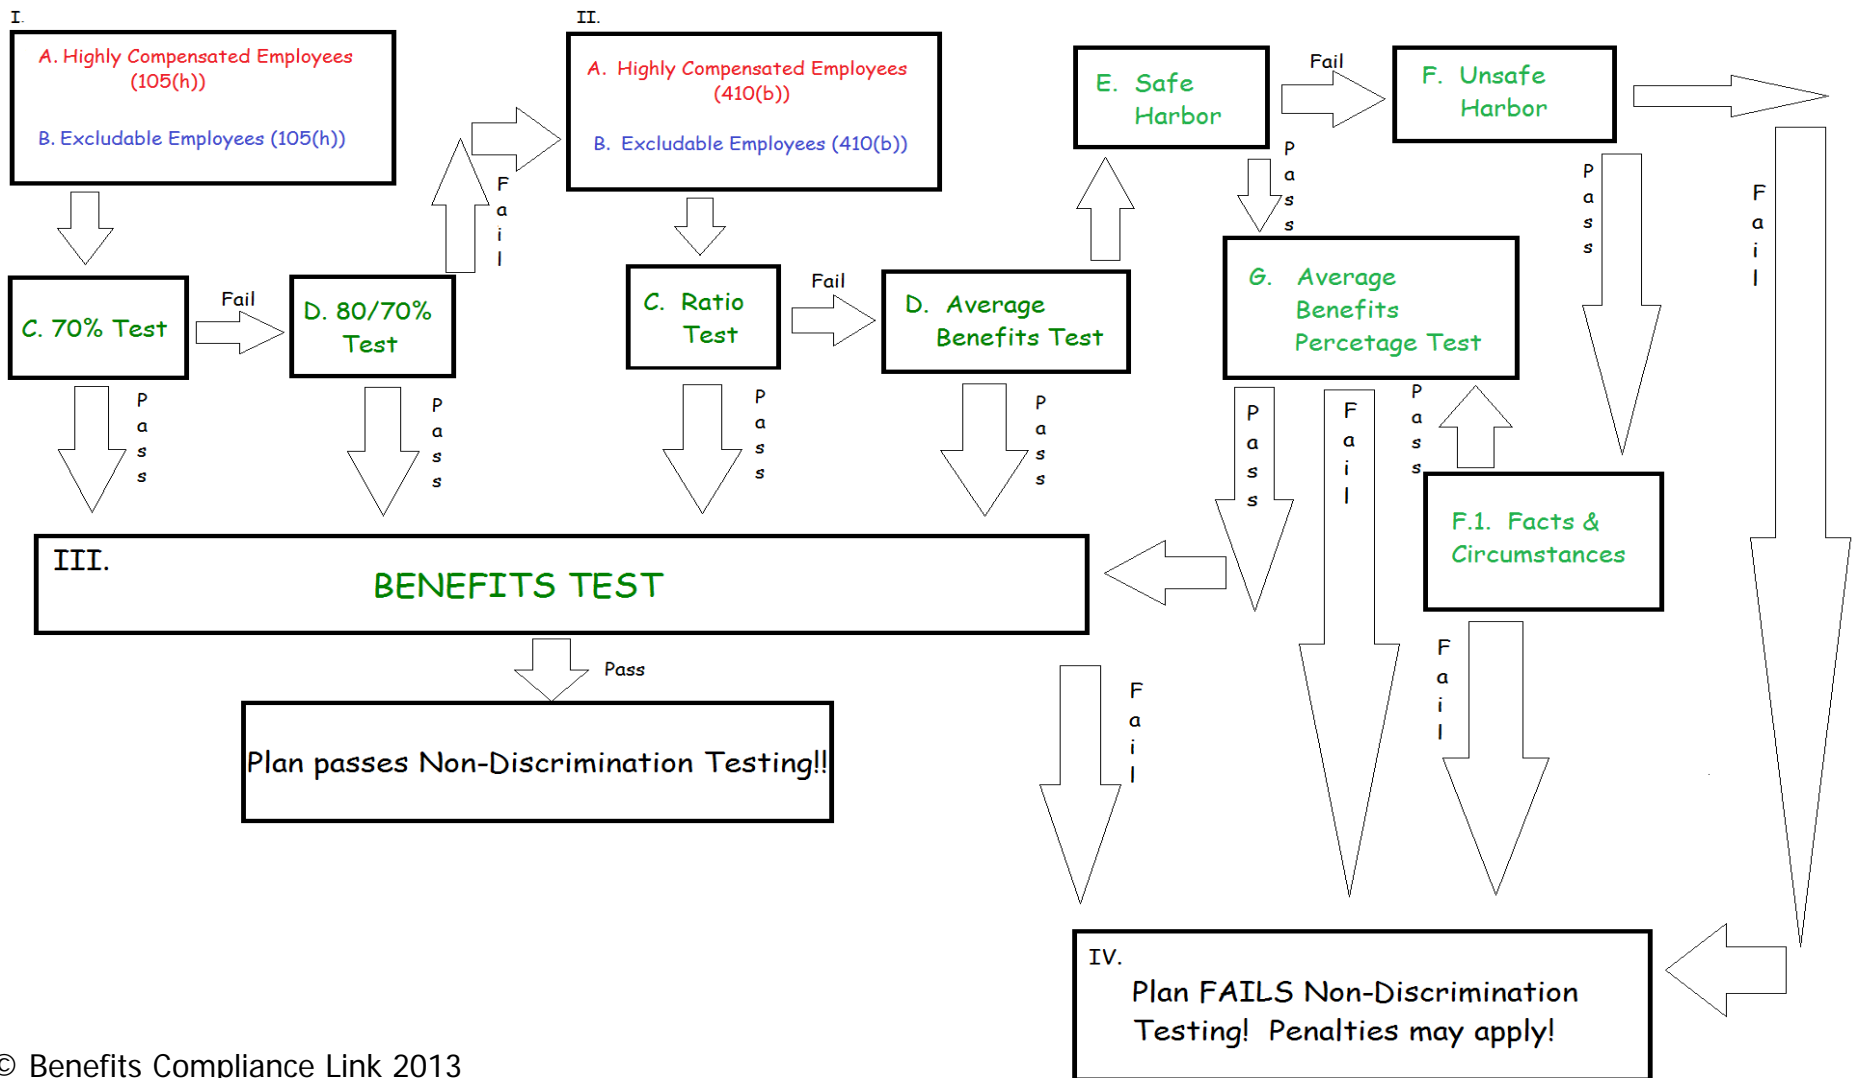 I.
A. Highly Compensated Employees
(105(h))
B. Excludable Employees (105(h))
II.
A. Highly Compensated Employees
(410(b))
B. Excludable Employees (410(b))
E. Safe
Harbor
Fail
F. Unsafe
Harbor
Fail
Pass
Pass
Fail
C. 70% Test
Fail
D. 80/70%
Test
C. Ratio
Test
Fail
D. Average
Benefits Test
G. Average
Benefits
Percetage Test
Pass
Pass
Pass
Pass
Pass
Fail
Pass
F.1. Facts &
Circumstances
III.
BENEFITS TEST
Pass
Fail
Fail
Plan passes Non-Discrimination Testing!!
IV.
Plan FAILS Non-Discrimination
Testing! Penalties may apply!
© Benefits Compliance Link 2013